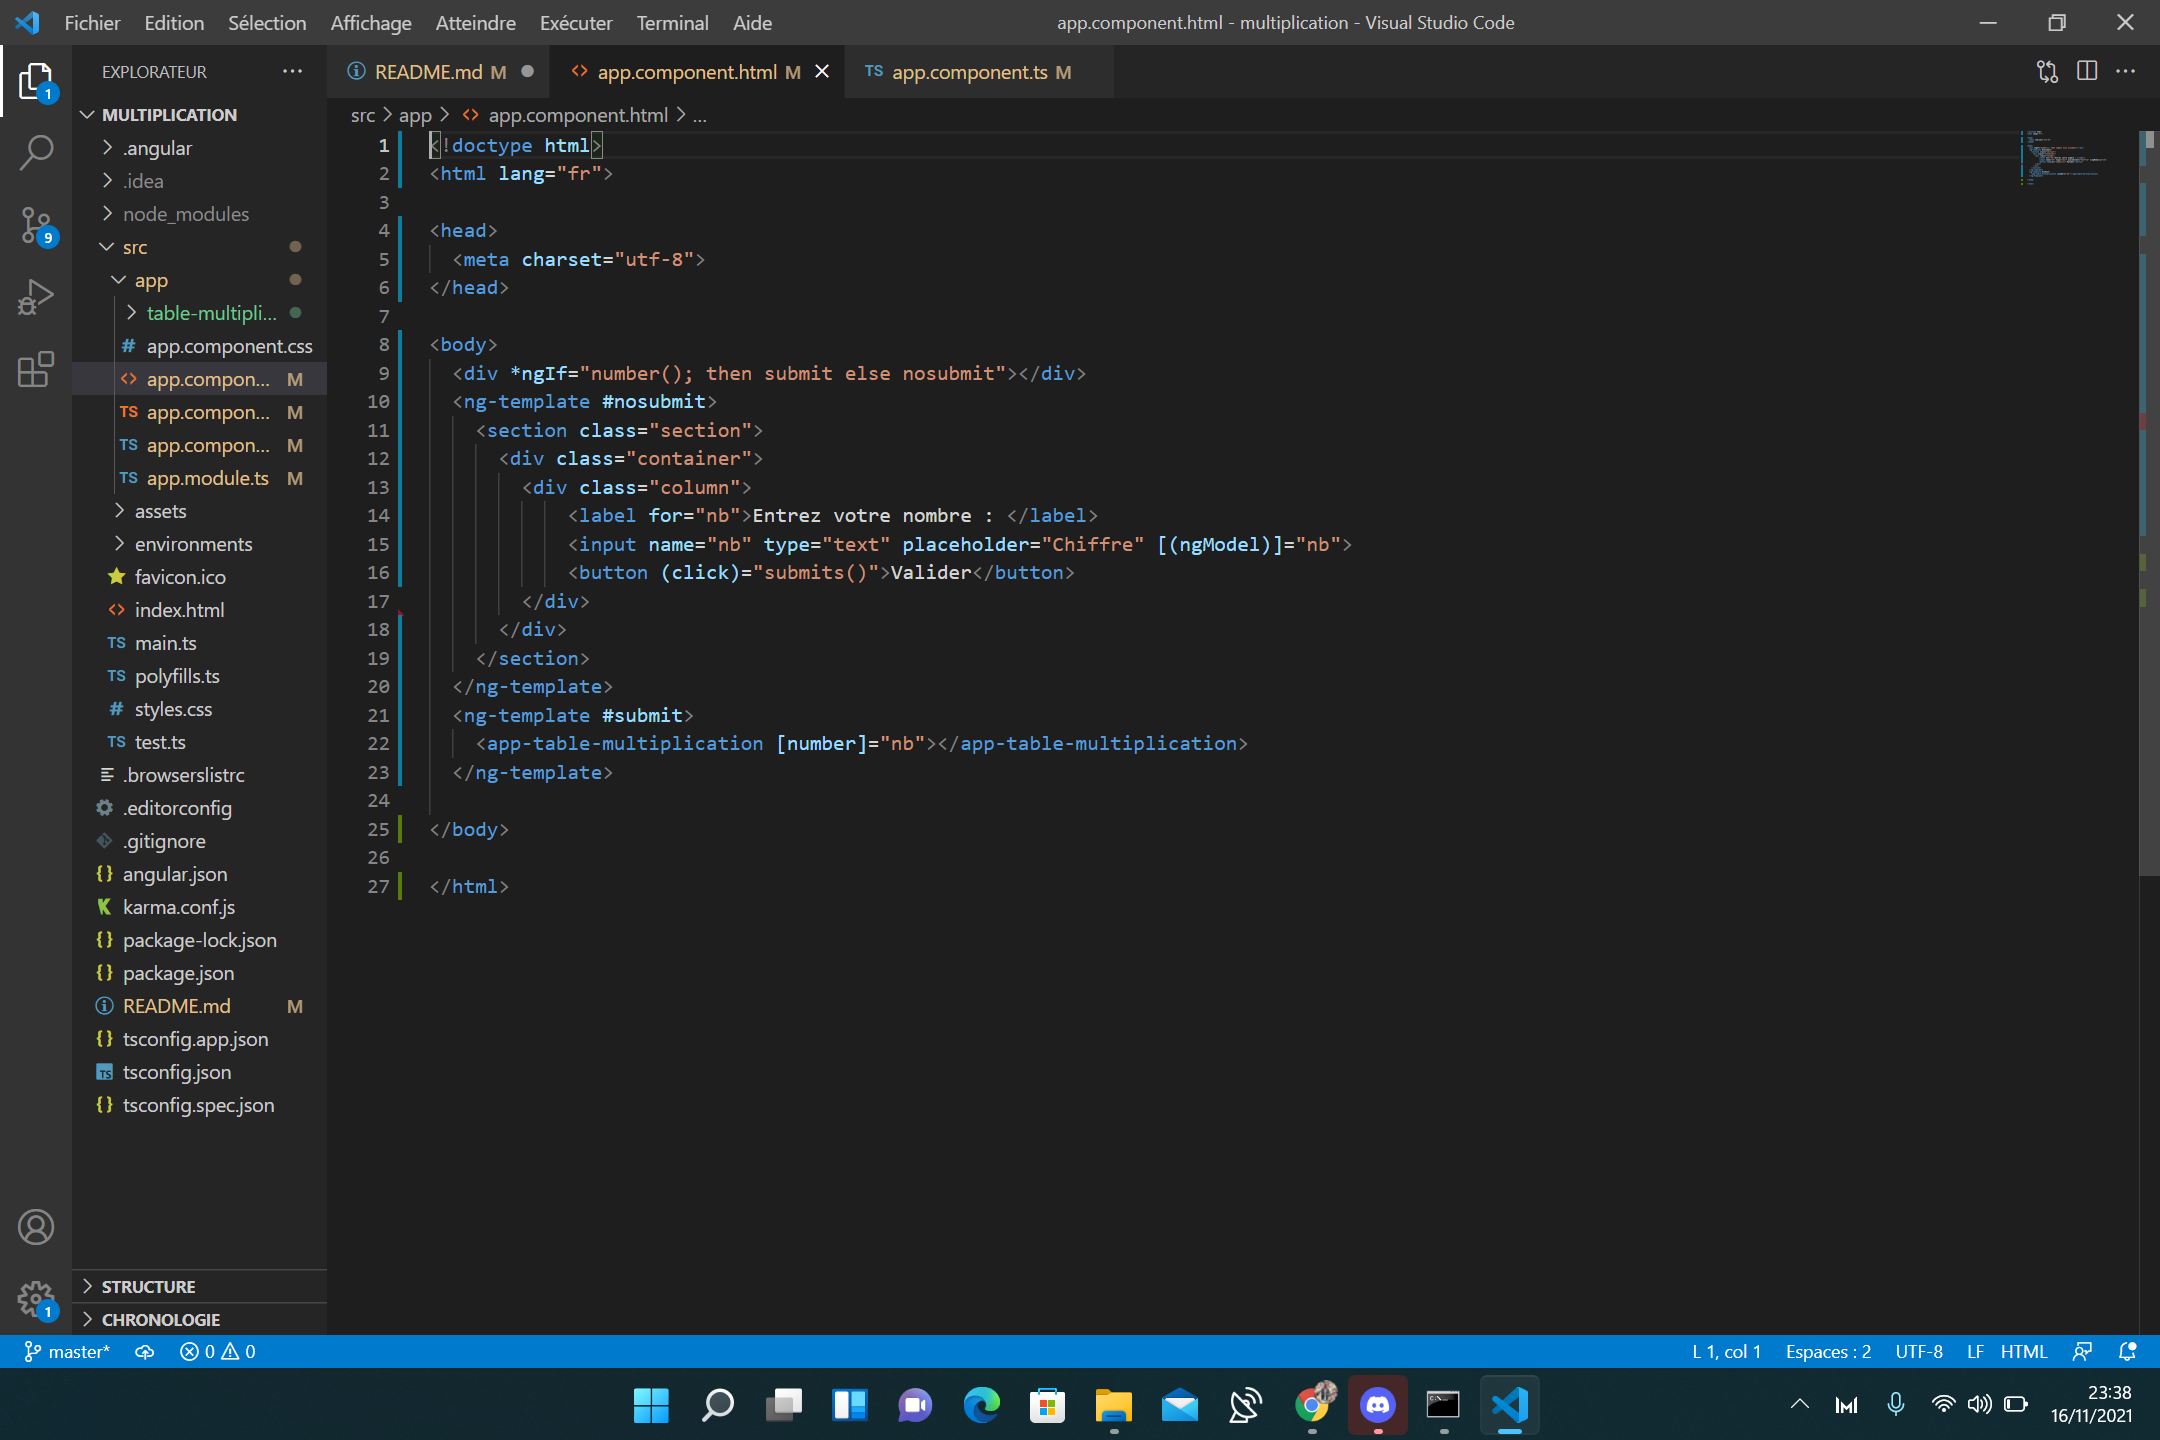 Fichier Edition Sélection Affichage Atteindre Exécuter Terminal Aide
app.component.html - multiplication - Visual Studio Code
EXPLORATEUR
README.md M
app.component.html M
TS app.component.ts M
src > app > app.component.html > ...
MULTIPLICATION
.angular
.idea
node_modules
src
app
table-multipli...
app.component.css
app.compon... M
TS app.compon... M
TS app.compon... M
TS app.module.ts M
assets
environments
favicon.ico
index.html
TS main.ts
TS polyfills.ts
# styles.css
TS test.ts
.browserslistrc
.editorconfig
.gitignore
{} angular.json
karma.conf.js
{} package-lock.json
{} package.json
README.md M
{} tsconfig.app.json
TS tsconfig.json
{} tsconfig.spec.json
STRUCTURE
CHRONOLOGIE
1 <!doctype html>
2 <html lang="fr">
3
4 <head>
5 <meta charset="utf-8">
6 </head>
7
8 <body>
9 <div *ngIf="number(); then submit else nosubmit"></div>
10 <ng-template #nosubmit>
11 <section class="section">
12 <div class="container">
13 <div class="column">
14 <label for="nb">Entrez votre nombre : </label>
15 <input name="nb" type="text" placeholder="Chiffre" [(ngModel)]="nb">
16 <button (click)="submits()">Valider</button>
17 </div>
18 </div>
19 </section>
20 </ng-template>
21 <ng-template #submit>
22 <app-table-multiplication [number]="nb"></app-table-multiplication>
23 </ng-template>
24
25 </body>
26
27 </html>
1
9
1
master* 0 0
L 1, col 1 Espaces : 2 UTF-8 LF HTML
23:38
16/11/2021